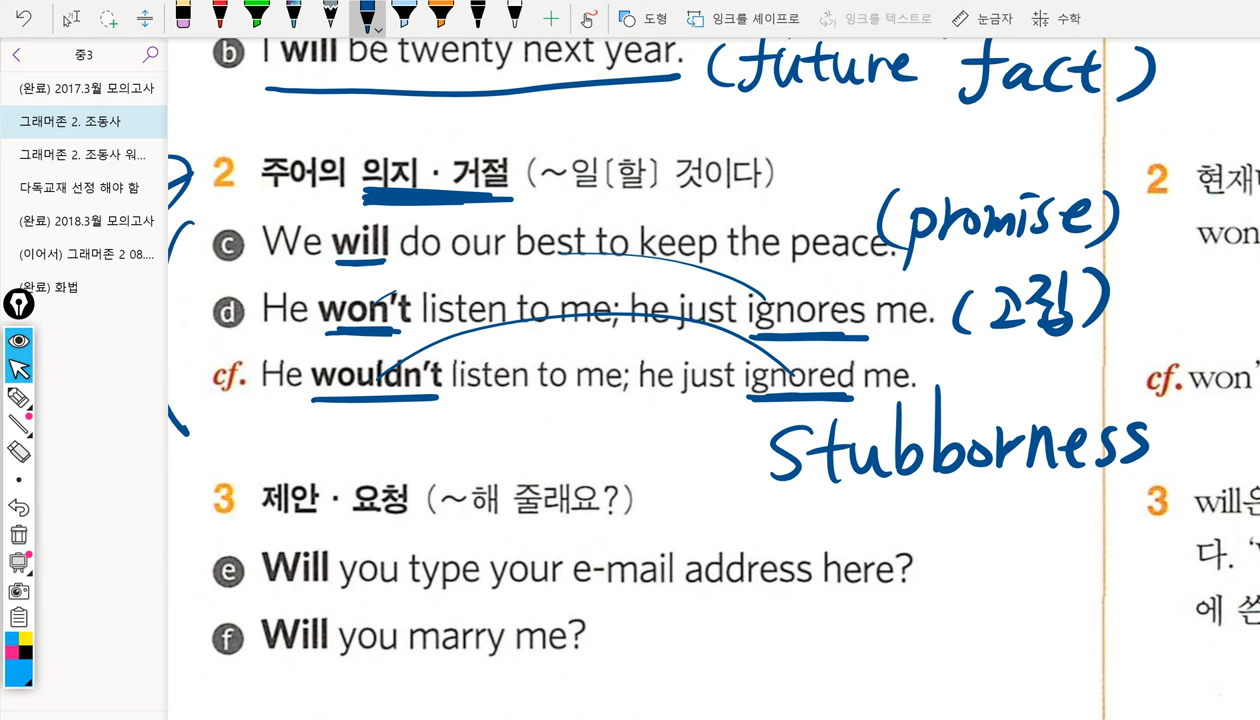 도형
잉크를 셰이프로
잉크를 텍스트로
눈금자
수학
중3
(완료) 2017.3월 모의고사
그래머존 2. 조동사
그래머존 2. 조동사 워...
다독교재 선정 해야 함
(완료) 2018.3월 모의고사
(이어서) 그래머존 2 08....
(완료) 화법
b I will be twenty next year. (future fact)
2 주어의 의지 · 거절 (~일[할] 것이다)
c We will do our best to keep the peace. (promise)
d He won't listen to me; he just ignores me. (고집)
cf. He wouldn't listen to me; he just ignored me.
Stubborness
3 제안 · 요청 (~해 줄래요?)
e Will you type your e-mail address here?
f Will you marry me?
2 현재
won
cf. won'
3 will은
다. '
에 쓴